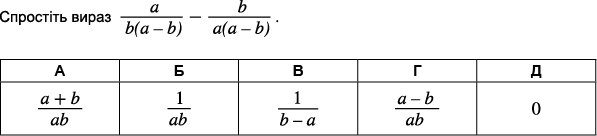 Спростіть вираз a/(b(a – b)) – b/(a(a – b)).
А Б В Г Д
(a + b)/(ab) 1/(ab) 1/(b – a) (a – b)/(ab) 0